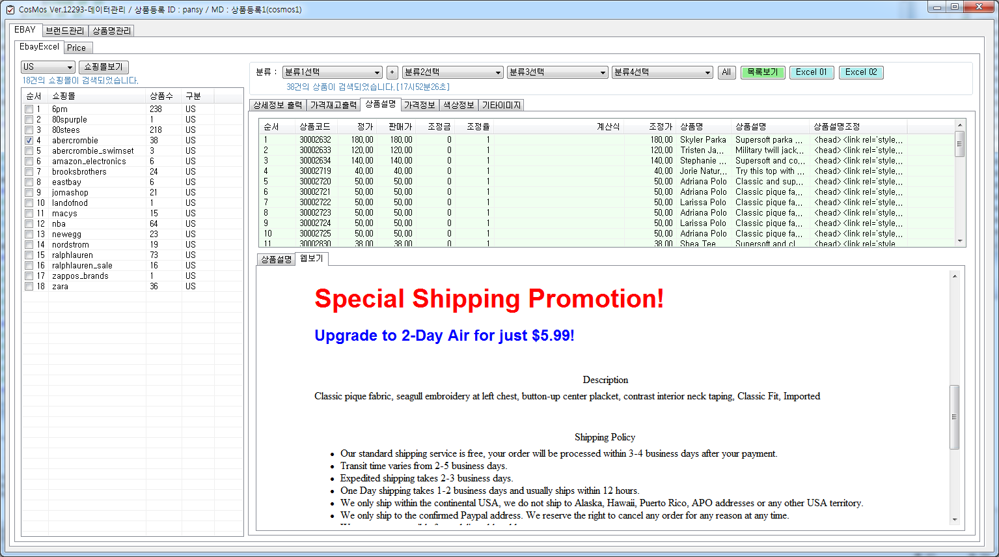 CosMos Ver.12293-데이터관리 / 상품등록 ID : pansy / MD : 상품등록1(cosmos1)
EBAY 브랜드관리 상품명관리
EbayExcel Price
US 쇼핑몰보기
18건의 쇼핑몰이 검색되었습니다.
순서 쇼핑몰 상품수 구분
1 6pm 238 US
2 80spurple 1 US
3 80stees 218 US
4 abercrombie 38 US
5 abercrombie_swimset 3 US
6 amazon_electronics 6 US
7 brooksbrothers 24 US
8 eastbay 6 US
9 jomashop 21 US
10 landofnod 1 US
11 macys 15 US
12 nba 64 US
13 newegg 23 US
14 nordstrom 19 US
15 ralphlauren 73 US
16 ralphlauren_sale 16 US
17 zappos_brands 1 US
18 zara 36 US
분류 : 분류1선택 + 분류2선택 분류3선택 분류4선택 All 목록보기 Excel 01 Excel 02
38건의 상품이 검색되었습니다.[17시52분26초]
상세정보 출력 가격재고출력 상품설명 가격정보 색상정보 기타이미지
순서 상품코드 정가 판매가 조정금 조정율 계산식 조정가 상품명 상품설명 상품설명조정
1 30002632 180,00 180,00 0 1 180,00 Skyler Parka Supersoft parka ... <head> <link rel='style,...
2 30002633 120,00 120,00 0 1 120,00 Tristen Ja,... Military twill jack,... <head> <link rel='style,...
3 30002634 140,00 140,00 0 1 140,00 Stephanie ... Supersoft and co,... <head> <link rel='style,...
4 30002719 40,00 40,00 0 1 40,00 Jorie Natur,... Try this top with ... <head> <link rel='style,...
5 30002720 50,00 50,00 0 1 50,00 Adriana Polo Classic and sup,... <head> <link rel='style,...
6 30002721 50,00 50,00 0 1 50,00 Adriana Polo Classic pique fa,... <head> <link rel='style,...
7 30002722 50,00 50,00 0 1 50,00 Larissa Polo Classic pique fa,... <head> <link rel='style,...
8 30002723 50,00 50,00 0 1 50,00 Adriana Polo Classic pique fa,... <head> <link rel='style,...
9 30002724 50,00 50,00 0 1 50,00 Larissa Polo Classic pique fa,... <head> <link rel='style,...
10 30002725 50,00 50,00 0 1 50,00 Adriana Polo Classic pique fa,... <head> <link rel='style,...
11 30002830 38,00 38,00 0 1 38,00 Shea Tee Supersoft and cl <head> <link rel='style
상품설명 웹보기
Special Shipping Promotion!
Upgrade to 2-Day Air for just $5.99!
Description
Classic pique fabric, seagull embroidery at left chest, button-up center placket, contrast interior neck taping, Classic Fit, Imported
Shipping Policy
• Our standard shipping service is free, your order will be processed within 3-4 business days after your payment.
• Transit time varies from 2-5 business days.
• Expedited shipping takes 2-3 business days.
• One Day shipping takes 1-2 business days and usually ships within 12 hours.
• We only ship within the continental USA, we do not ship to Alaska, Hawaii, Puerto Rico, APO addresses or any other USA territory.
• We only ship to the confirmed Paypal address. We reserve the right to cancel any order for any reason at any time.